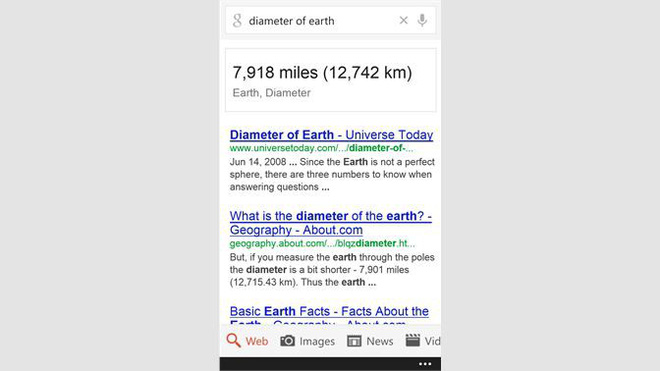 diameter of earth
7,918 miles (12,742 km)
Earth, Diameter
Diameter of Earth - Universe Today
www.universetoday.com/.../diameter-of-...
Jun 14, 2008 ... Since the Earth is not a perfect
sphere, there are three numbers to know when
answering questions ...
What is the diameter of the earth? -
Geography - About.com
geography.about.com/.../blqzdiameter.ht...
But, if you measure the earth through the poles
the diameter is a bit shorter - 7,901 miles
(12,715.43 km). Thus the earth ...
Basic Earth Facts - Facts About the
Earth - Geography - About.com
Web Images News Vid